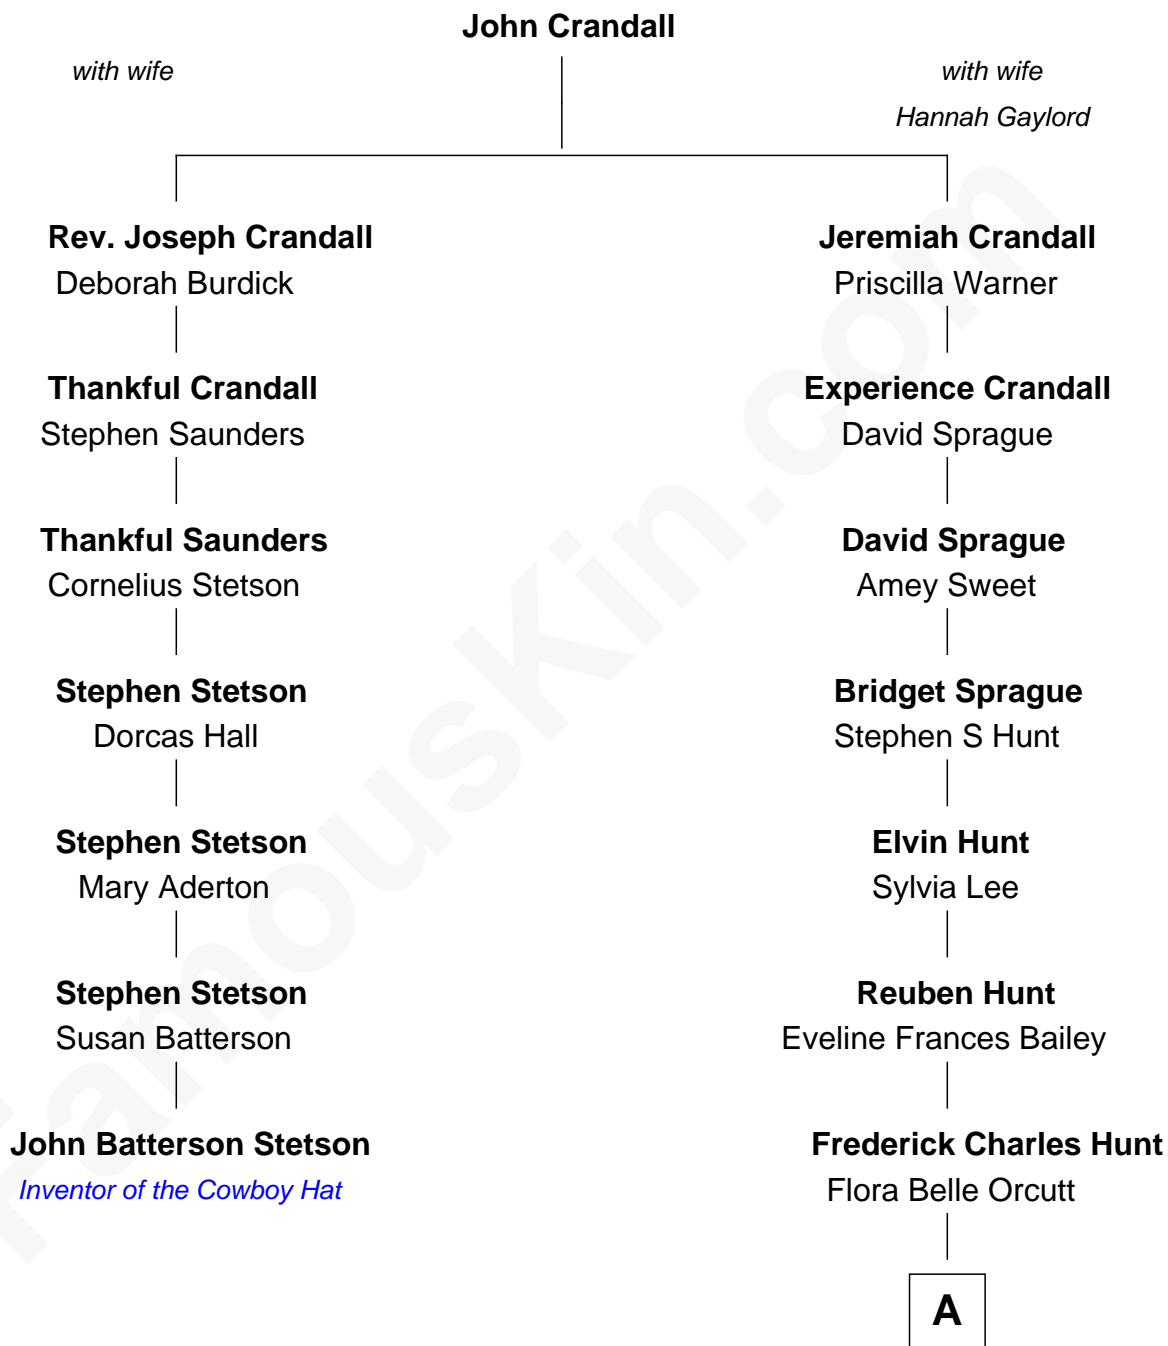 John Crandall
with wife
with wife
Hannah Gaylord
Rev. Joseph Crandall
Deborah Burdick
Jeremiah Crandall
Priscilla Warner
Thankful Crandall
Stephen Saunders
Experience Crandall
David Sprague
Thankful Saunders
Cornelius Stetson
David Sprague
Amey Sweet
Stephen Stetson
Dorcas Hall
Bridget Sprague
Stephen S Hunt
Stephen Stetson
Mary Aderton
Elvin Hunt
Sylvia Lee
Stephen Stetson
Susan Batterson
Reuben Hunt
Eveline Frances Bailey
John Batterson Stetson
Inventor of the Cowboy Hat
Frederick Charles Hunt
Flora Belle Orcutt
A
FamousKin.com